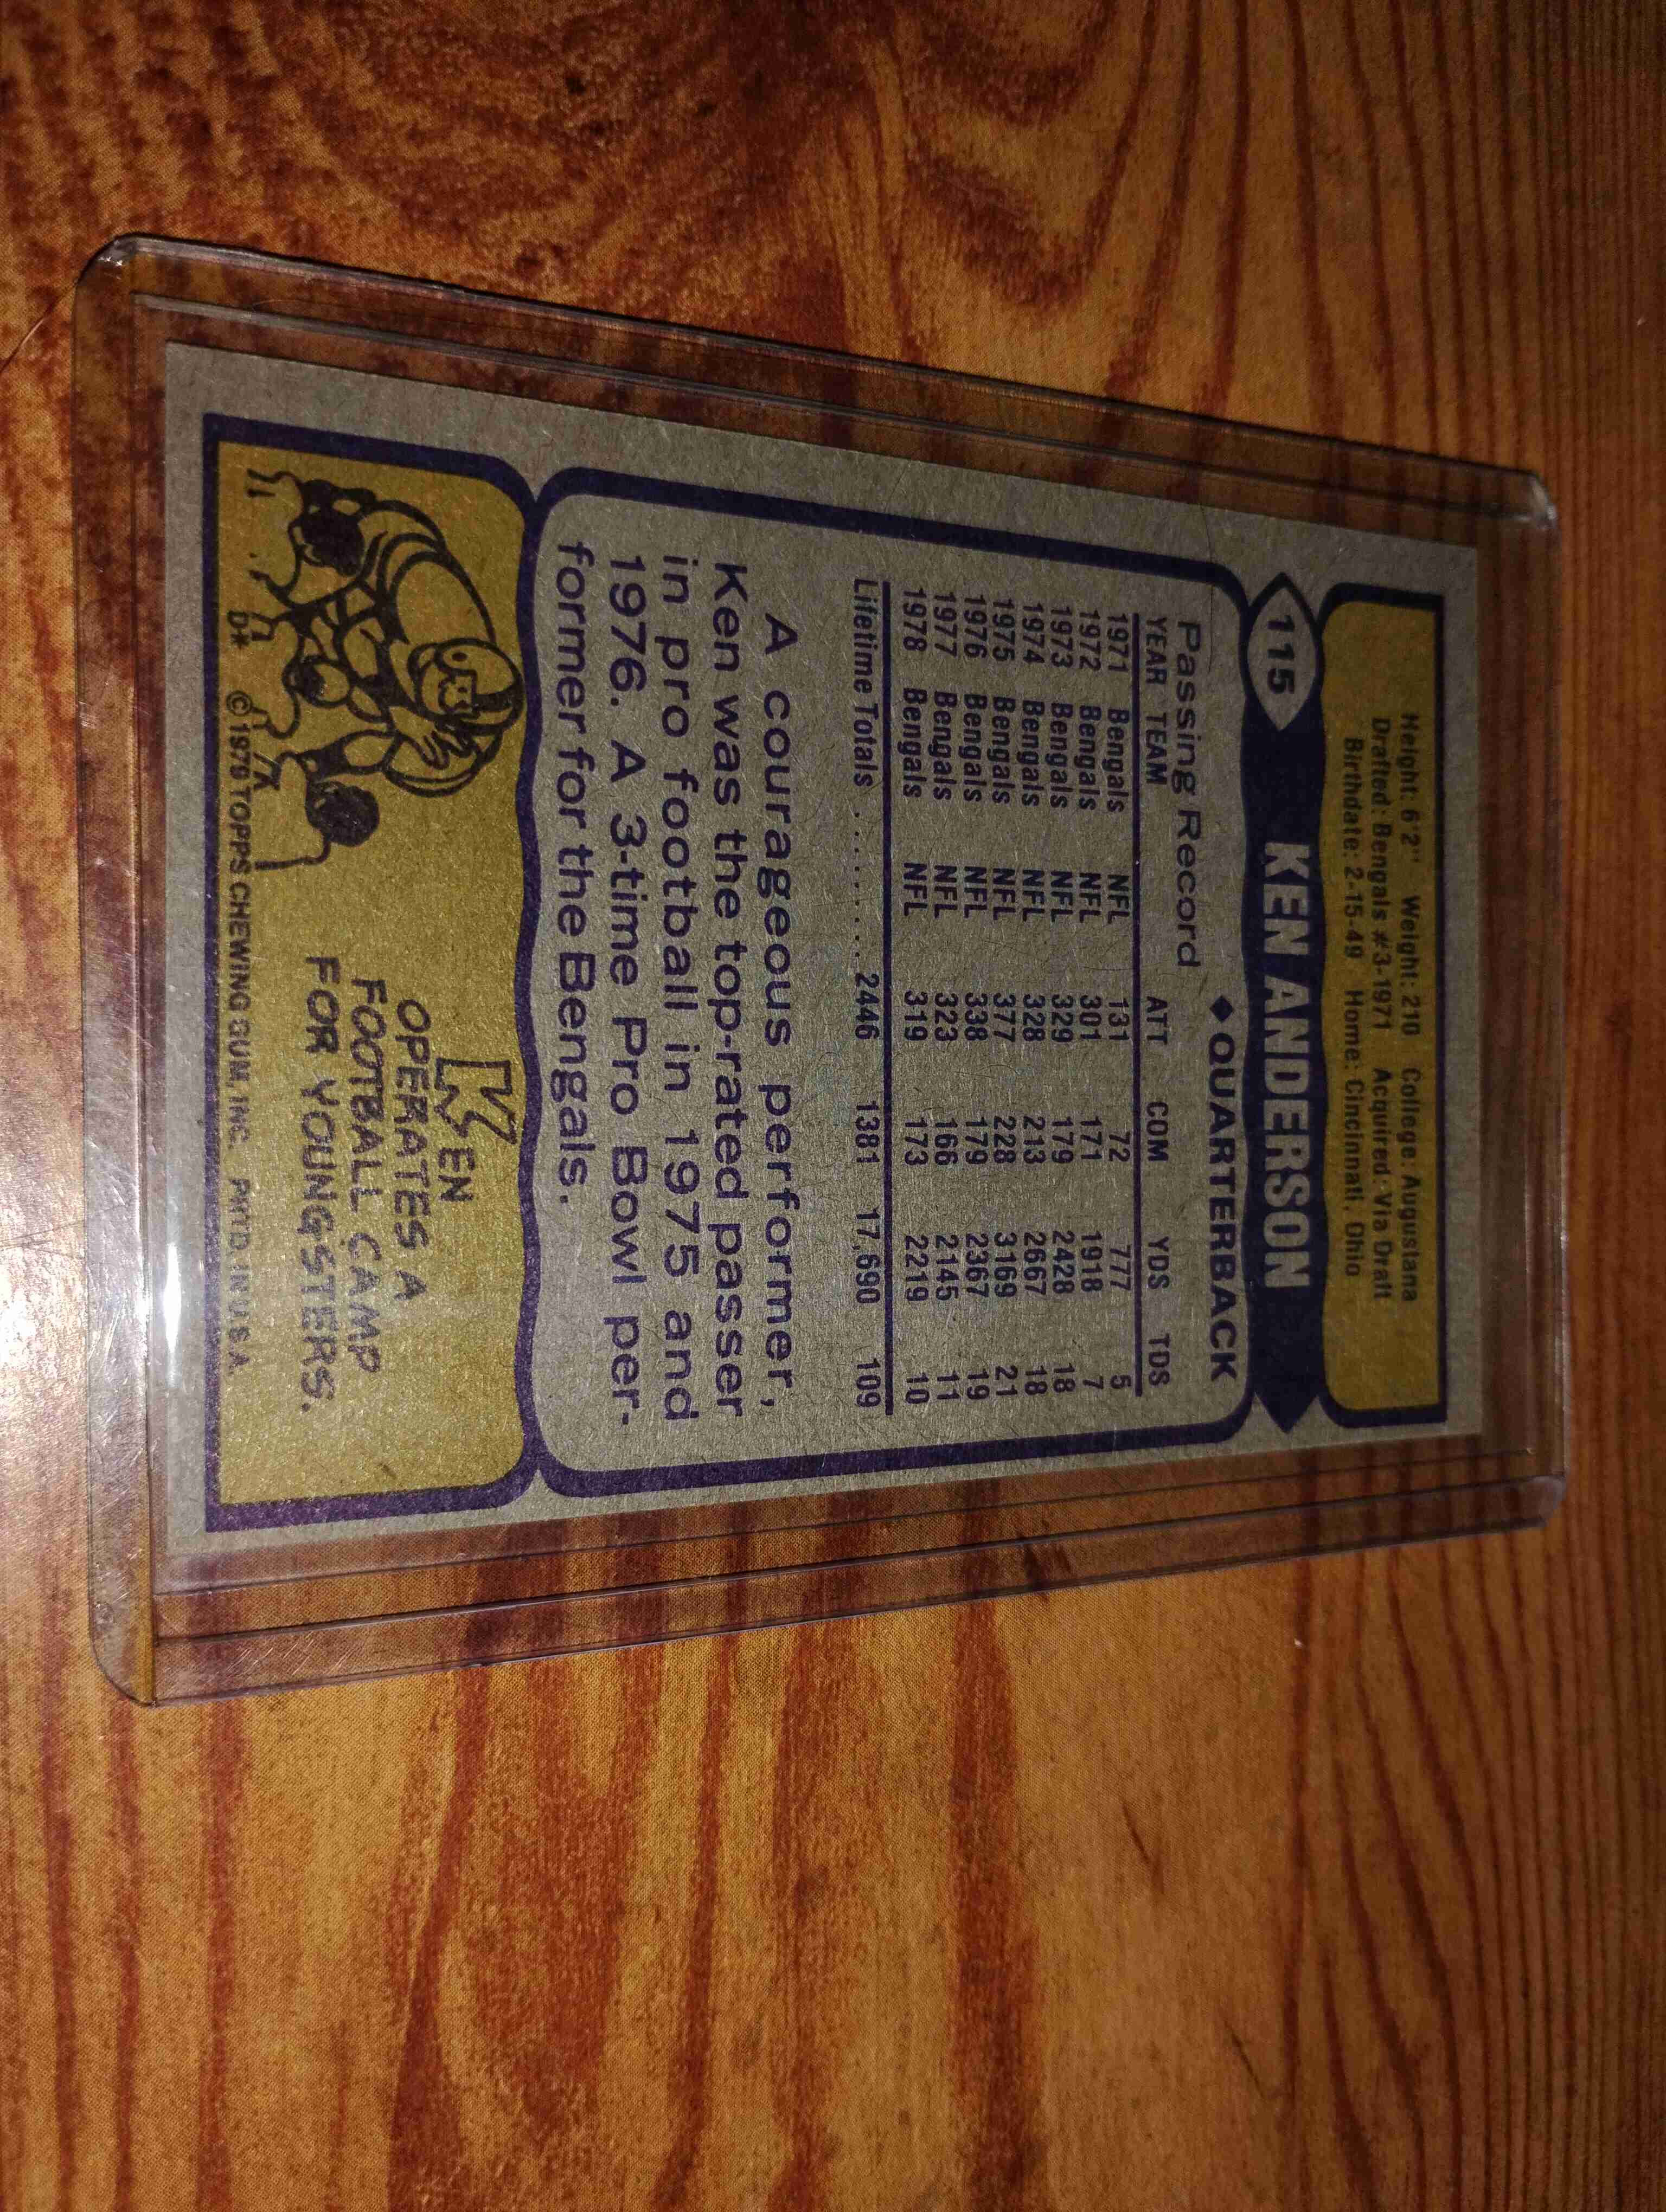 Height: 6'2" Weight: 210 College: Augustana
Drafted: Bengals #3-1971 Acquired: Via Draft
Birthdate: 2-15-49 Home: Cincinnati, Ohio
115 KEN ANDERSON
◆QUARTERBACK
Passing Record
YEAR TEAM ATT COM YDS TDS
1971 Bengals NFL 131 72 777 5
1972 Bengals NFL 301 171 1918 7
1973 Bengals NFL 329 179 2428 18
1974 Bengals NFL 328 213 2667 18
1975 Bengals NFL 377 228 3169 21
1976 Bengals NFL 338 179 2367 19
1977 Bengals NFL 323 166 2145 11
1978 Bengals NFL 319 173 2219 10
Lifetime Totals .......... 2446 1381 17,690 109
A courageous performer,
Ken was the top-rated passer
in pro football in 1975 and
1976. A 3-time Pro Bowl per-
former for the Bengals.
KEN
OPERATES A
FOOTBALL CAMP
FOR YOUNGSTERS.
D* © 1979 TOPPS CHEWING GUM, INC. PRTD. IN U.S.A.